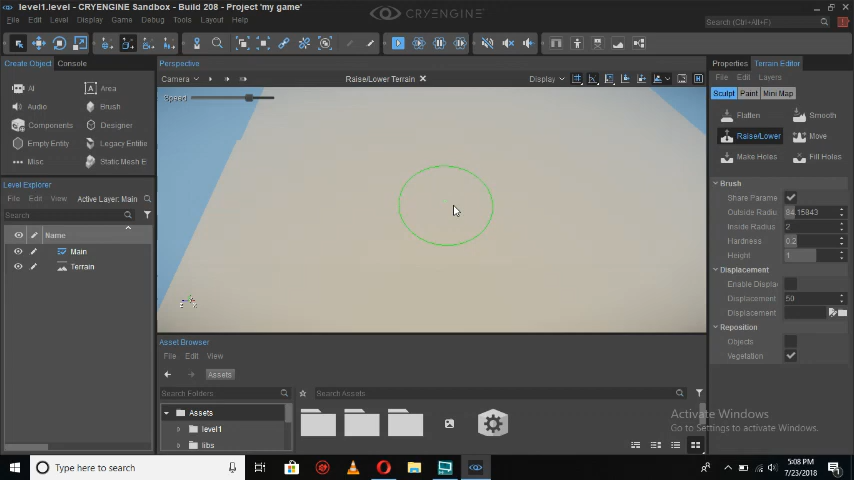 level1.level - CRYENGINE Sandbox - Build 208 - Project 'my game'
CRYENGINE
File Edit Level Display Game Debug Tools Layout Help
Search (Ctrl+Alt+F)
Create Object Console
AI Area
Audio Brush
Components Designer
Empty Entity Legacy Entitie
Misc Static Mesh E
Level Explorer
File Edit View Active Layer: Main
Search
Name
Main
Terrain
Perspective
Camera Raise/Lower Terrain Display
Speed
Z X
Asset Browser
File Edit View
Assets
Search Folders Search Assets
Assets
level1
libs
Properties Terrain Editor
File Edit Layers
Sculpt Paint Mini Map
Flatten Smooth
Raise/Lower Move
Make Holes Fill Holes
Brush
Share Parame
Outside Radiu 84.15843
Inside Radius 2
Hardness 0.2
Height 1
Displacement
Enable Displa
Displacement 50
Displacement
Reposition
Objects
Vegetation
Activate Windows
Go to Settings to activate Windows.
Type here to search
5:08 PM
7/23/2018